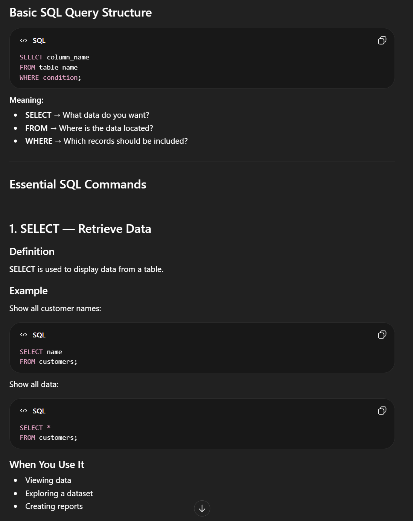 Basic SQL Query Structure
SQL
SELECT column_name
FROM table_name
WHERE condition;
Meaning:
• SELECT → What data do you want?
• FROM → Where is the data located?
• WHERE → Which records should be included?
Essential SQL Commands
1. SELECT — Retrieve Data
Definition
SELECT is used to display data from a table.
Example
Show all customer names:
SQL
SELECT name
FROM customers;
Show all data:
SQL
SELECT *
FROM customers;
When You Use It
• Viewing data
• Exploring a dataset
• Creating reports